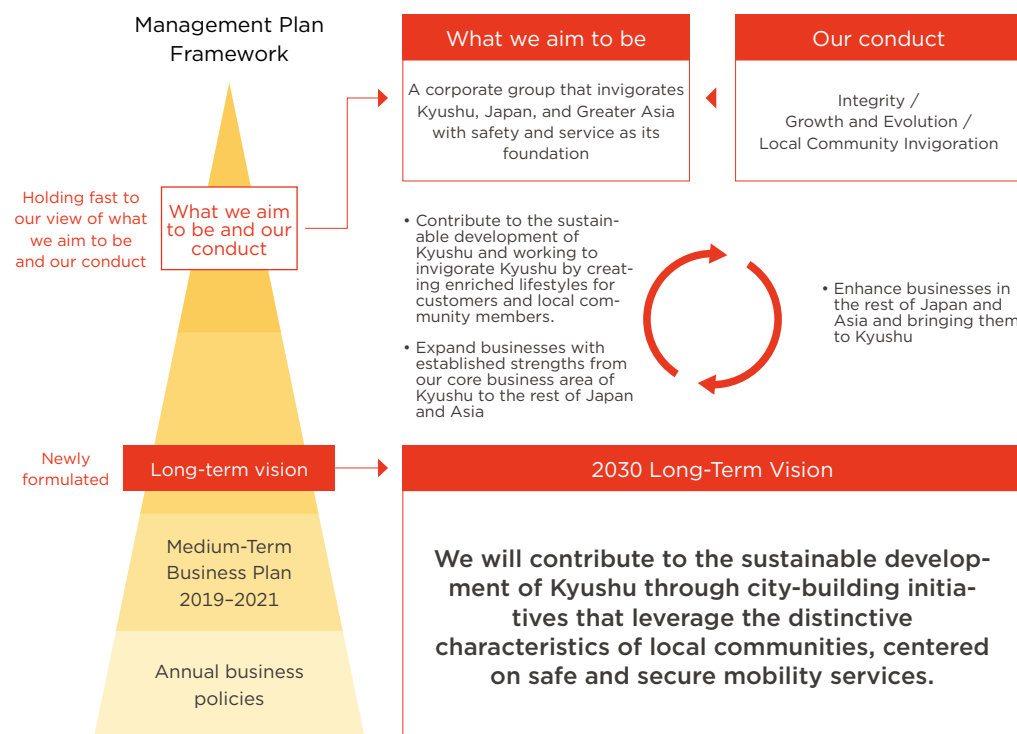 Management Plan
Framework
Holding fast to
our view of what
we aim to be
and our conduct
What we aim
to be and our
conduct
Newly
formulated
Long-term vision
Medium-Term
Business Plan
2019–2021
Annual business
policies
What we aim to be
A corporate group that invigorates
Kyushu, Japan, and Greater Asia
with safety and service as its
foundation
Our conduct
Integrity /
Growth and Evolution /
Local Community Invigoration
• Contribute to the sustain-
able development of
Kyushu and working to
invigorate Kyushu by creat-
ing enriched lifestyles for
customers and local com-
munity members.
• Expand businesses with
established strengths from
our core business area of
Kyushu to the rest of Japan
and Asia
• Enhance businesses in
the rest of Japan and
Asia and bringing them
to Kyushu
2030 Long-Term Vision
We will contribute to the sustainable develop-
ment of Kyushu through city-building initia-
tives that leverage the distinctive
characteristics of local communities, centered
on safe and secure mobility services.